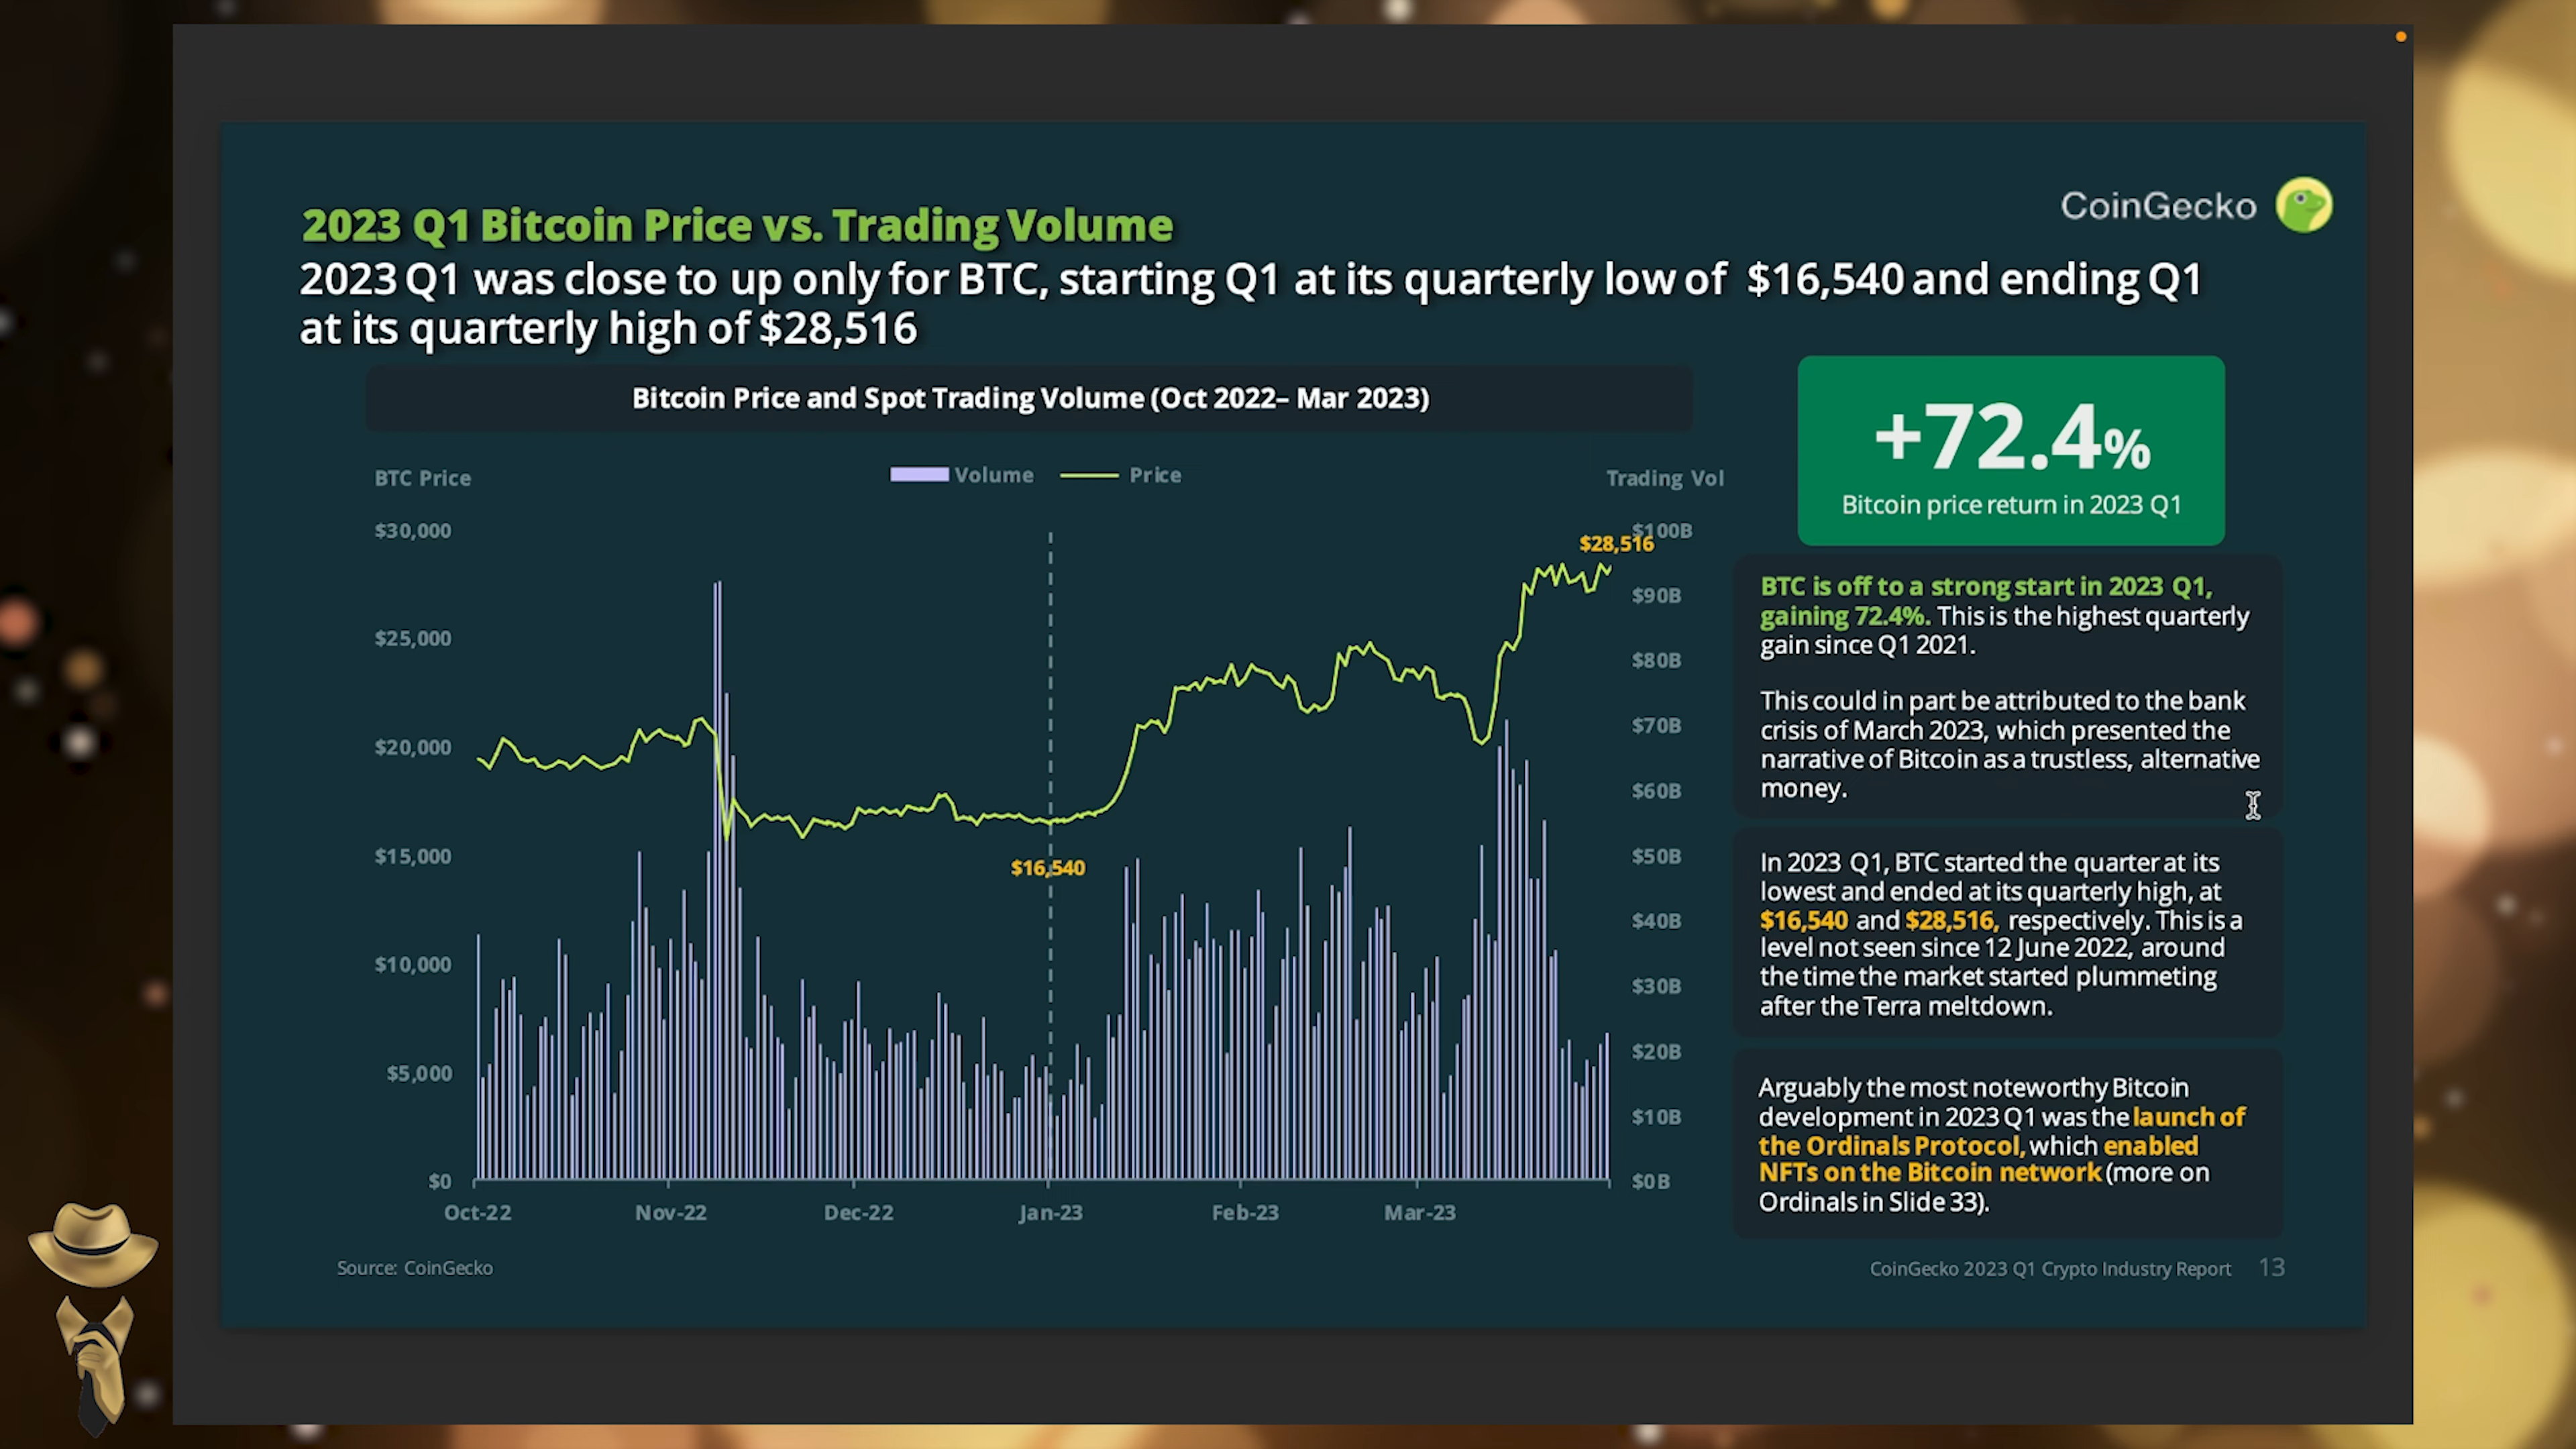 CoinGecko
2023 Q1 Bitcoin Price vs. Trading Volume
2023 Q1 was close to up only for BTC, starting Q1 at its quarterly low of $16,540 and ending Q1
at its quarterly high of $28,516
Bitcoin Price and Spot Trading Volume (Oct 2022– Mar 2023)
BTC Price
Volume
Price
Trading Vol
$30,000
$25,000
$20,000
$15,000
$10,000
$5,000
$0
$28,516
$16,540
$100B
$90B
$80B
$70B
$60B
$50B
$40B
$30B
$20B
$10B
$0B
Oct-22
Nov-22
Dec-22
Jan-23
Feb-23
Mar-23
+72.4%
Bitcoin price return in 2023 Q1
BTC is off to a strong start in 2023 Q1,
gaining 72.4%. This is the highest quarterly
gain since Q1 2021.
This could in part be attributed to the bank
crisis of March 2023, which presented the
narrative of Bitcoin as a trustless, alternative
money.
In 2023 Q1, BTC started the quarter at its
lowest and ended at its quarterly high, at
$16,540 and $28,516, respectively. This is a
level not seen since 12 June 2022, around
the time the market started plummeting
after the Terra meltdown.
Arguably the most noteworthy Bitcoin
development in 2023 Q1 was the launch of
the Ordinals Protocol, which enabled
NFTs on the Bitcoin network (more on
Ordinals in Slide 33).
Source: CoinGecko
CoinGecko 2023 Q1 Crypto Industry Report 13